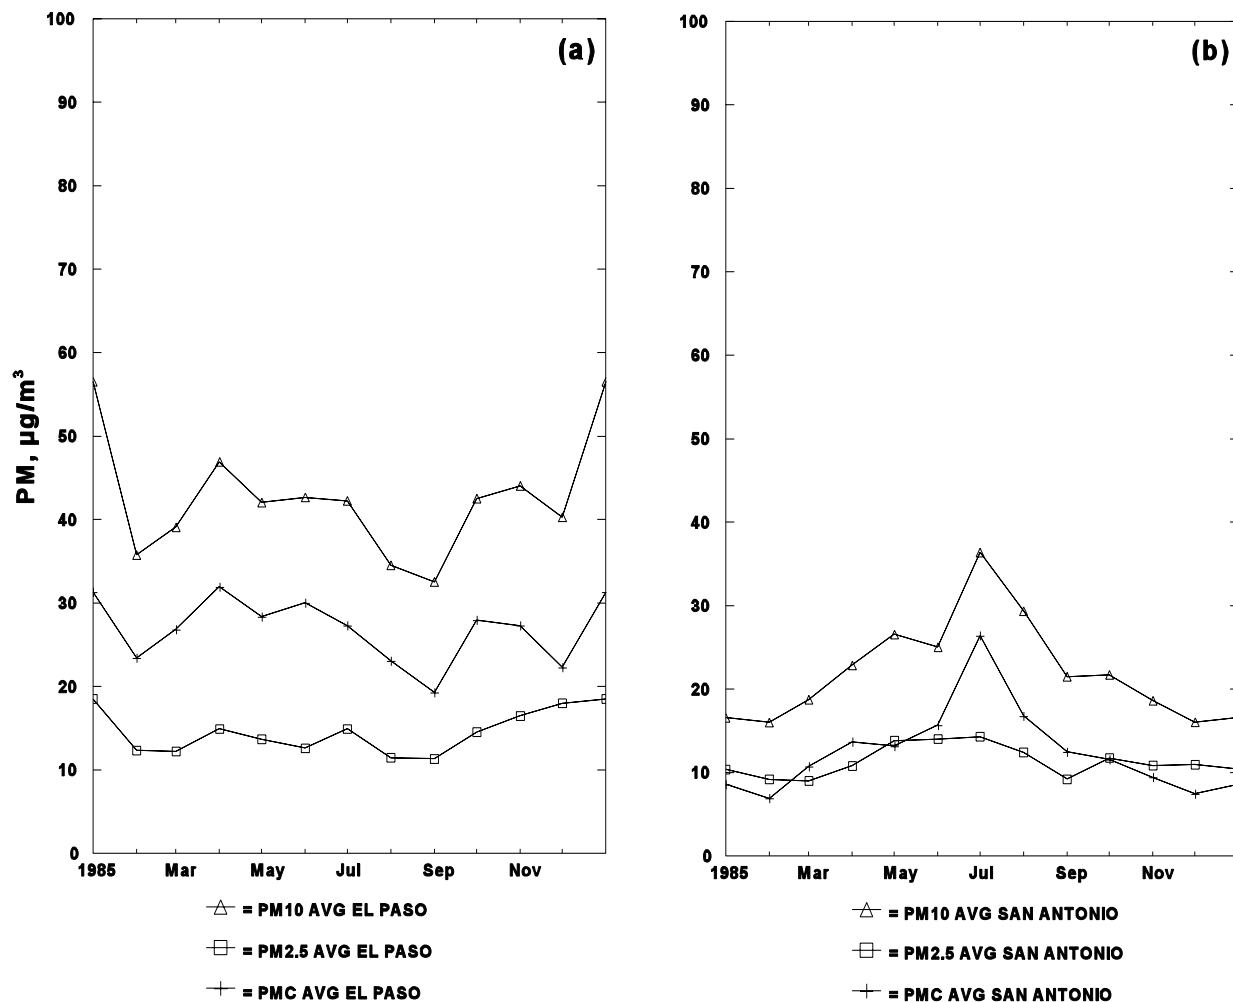 (a)
100
90
80
70
60
50
40
30
20
10
0
PM, µg/m³
1985 Mar May Jul Sep Nov
= PM10 AVG EL PASO
= PM2.5 AVG EL PASO
= PMC AVG EL PASO
(b)
100
90
80
70
60
50
40
30
20
10
0
1985 Mar May Jul Sep Nov
= PM10 AVG SAN ANTONIO
= PM2.5 AVG SAN ANTONIO
= PMC AVG SAN ANTONIO